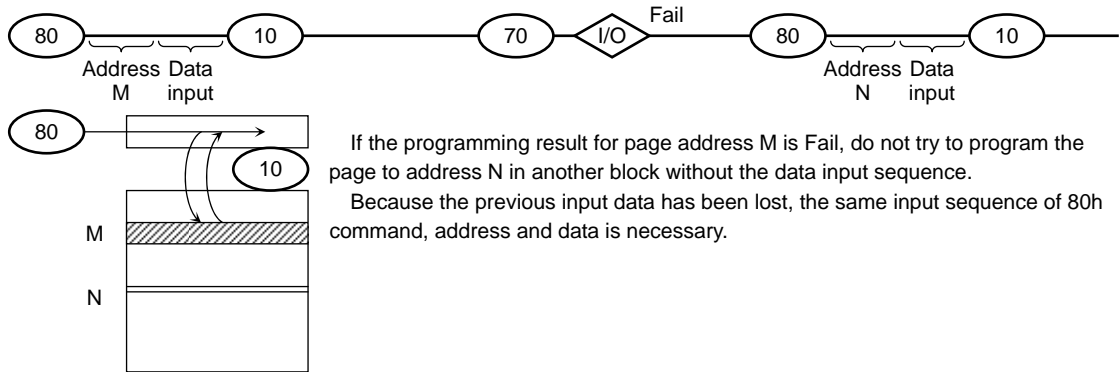 Fail
80 10 70 I/O 80 10
Address Data Address Data
M input N input
80
10
If the programming result for page address M is Fail, do not try to program the
page to address N in another block without the data input sequence.
Because the previous input data has been lost, the same input sequence of 80h
command, address and data is necessary.
M
N